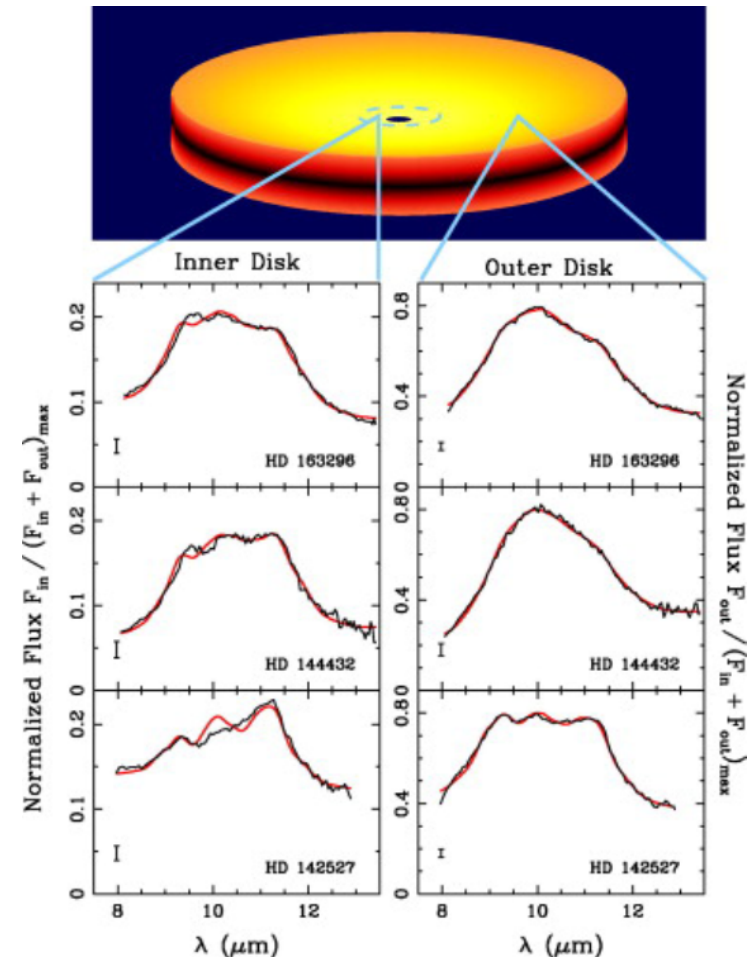 Inner Disk
Outer Disk
Normalized Flux F_in / (F_in + F_out)_max
0.2
0.1
0
HD 163296
0.8
0.4
0
HD 163296
0.2
0.1
0
HD 144432
0.8
0.4
0
HD 144432
0.2
0.1
0
HD 142527
8 10 12
λ (μm)
0.8
0.4
0
HD 142527
8 10 12
λ (μm)
Normalized Flux F_out / (F_in + F_out)_max